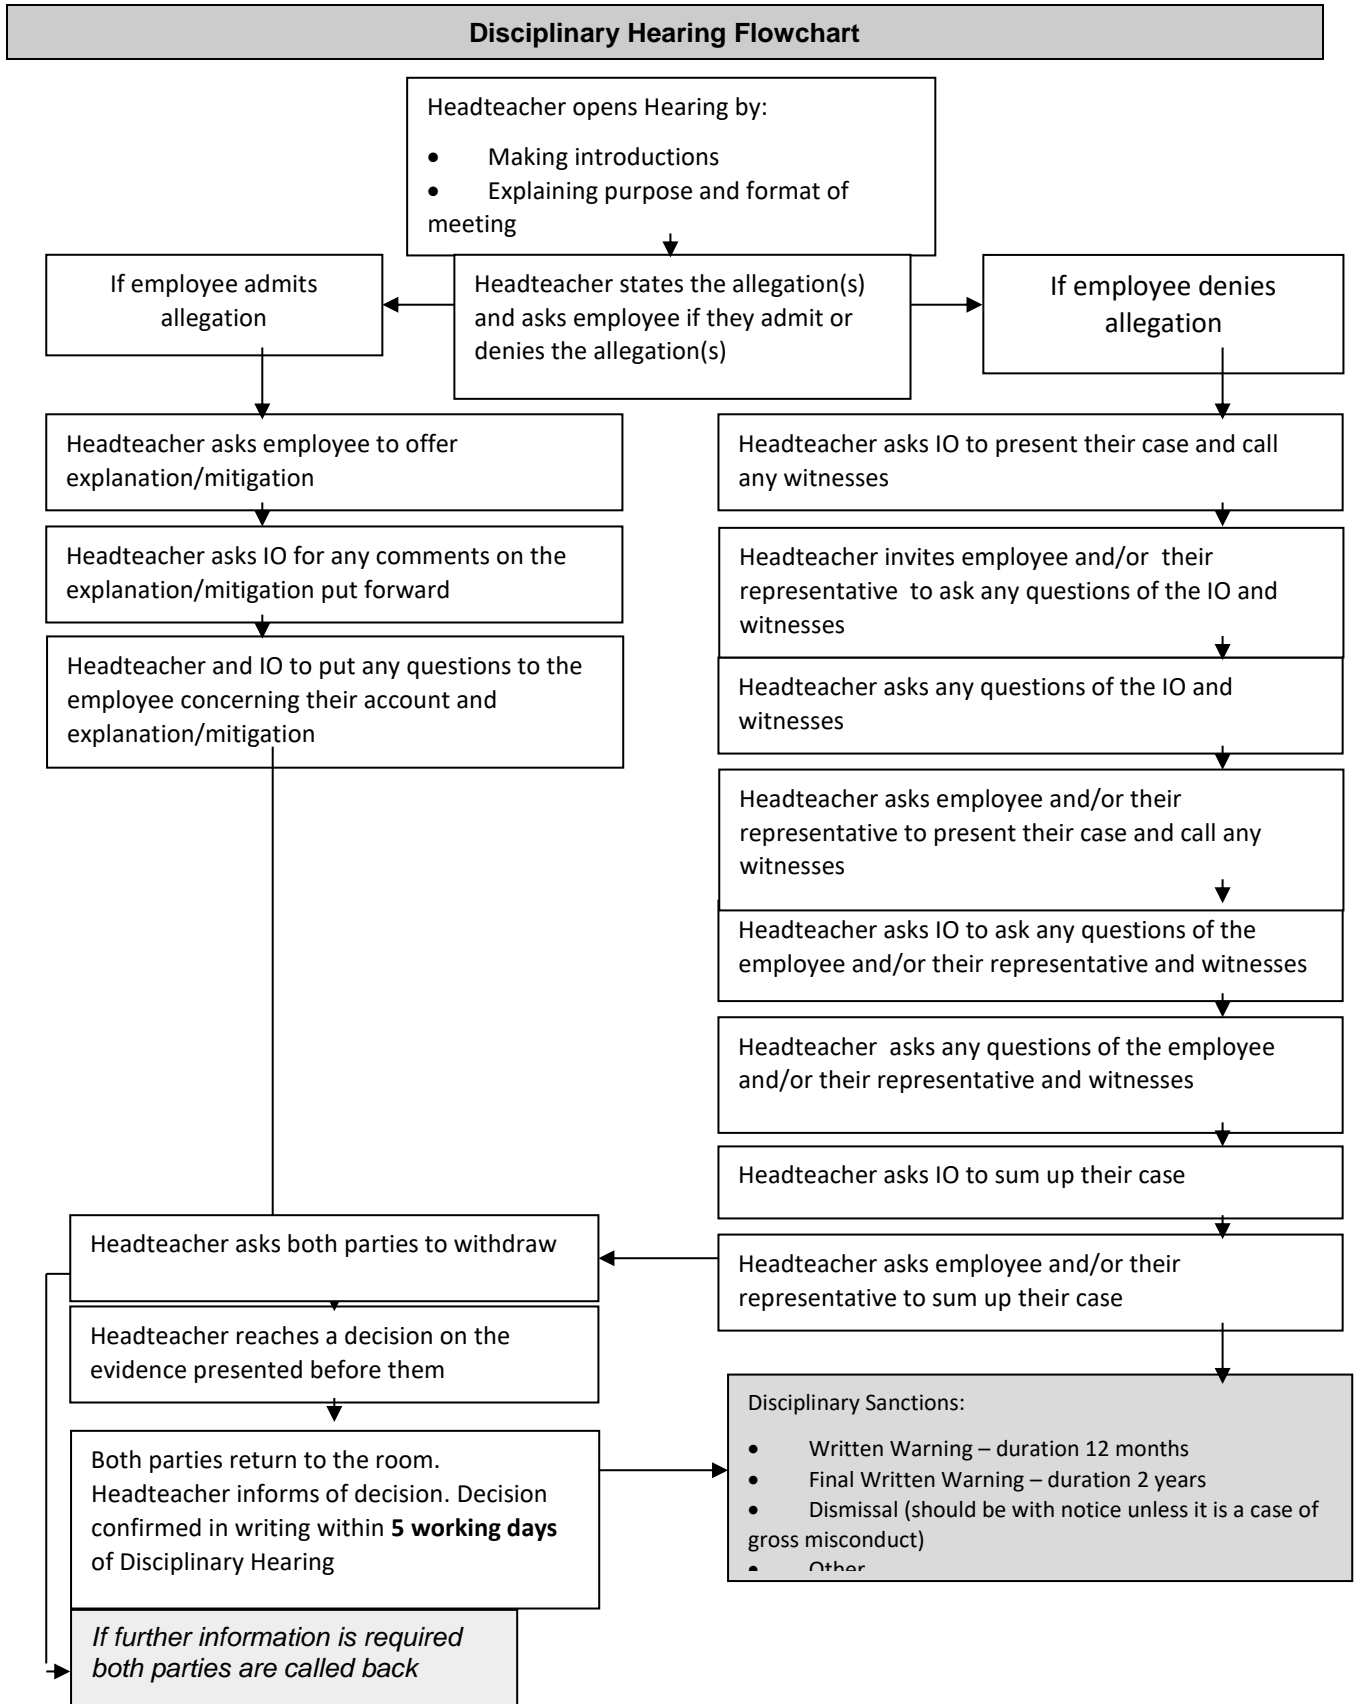 Disciplinary Hearing Flowchart
Headteacher opens Hearing by:
• Making introductions
• Explaining purpose and format of
meeting
If employee admits
allegation
Headteacher states the allegation(s)
and asks employee if they admit or
denies the allegation(s)
If employee denies
allegation
Headteacher asks employee to offer
explanation/mitigation
Headteacher asks IO for any comments on the
explanation/mitigation put forward
Headteacher and IO to put any questions to the
employee concerning their account and
explanation/mitigation
Headteacher asks IO to present their case and call
any witnesses
Headteacher invites employee and/or their
representative to ask any questions of the IO and
witnesses
Headteacher asks any questions of the IO and
witnesses
Headteacher asks employee and/or their
representative to present their case and call any
witnesses
Headteacher asks IO to ask any questions of the
employee and/or their representative and witnesses
Headteacher asks any questions of the employee
and/or their representative and witnesses
Headteacher asks IO to sum up their case
Headteacher asks employee and/or their
representative to sum up their case
Headteacher asks both parties to withdraw
Headteacher reaches a decision on the
evidence presented before them
Both parties return to the room.
Headteacher informs of decision. Decision
confirmed in writing within 5 working days
of Disciplinary Hearing
If further information is required
both parties are called back
Disciplinary Sanctions:
• Written Warning – duration 12 months
• Final Written Warning – duration 2 years
• Dismissal (should be with notice unless it is a case of
gross misconduct)
• Other